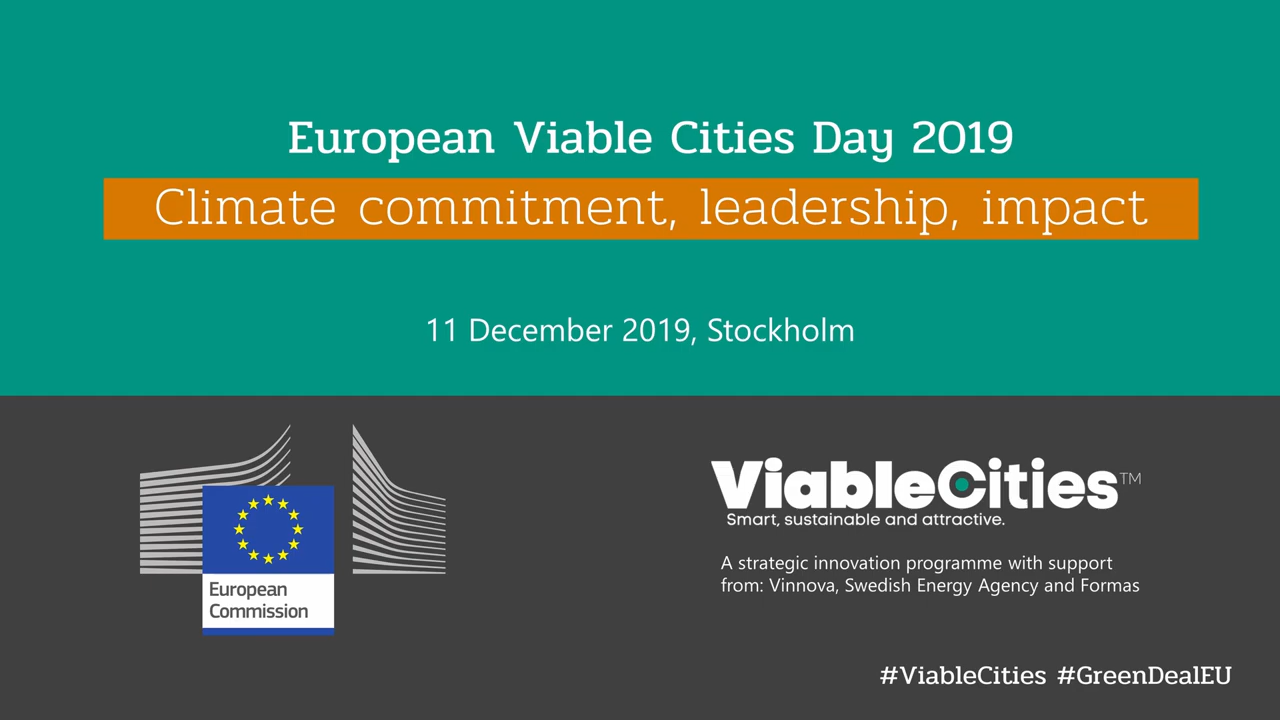 European Viable Cities Day 2019
Climate commitment, leadership, impact
11 December 2019, Stockholm
European
Commission
ViableCities™
Smart, sustainable and attractive.
A strategic innovation programme with support
from: Vinnova, Swedish Energy Agency and Formas
#ViableCities #GreenDealEU